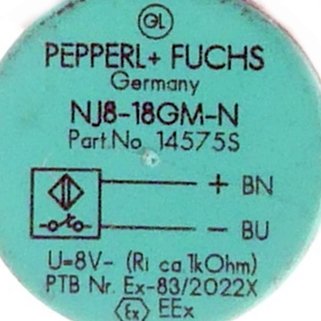 GL
PEPPERL+ FUCHS
Germany
NJ8-18GM-N
Part.No. 14575S
+ BN
- BU
U=8V- (Ri ca.1kOhm)
PTB Nr. Ex-83/2022X
Ex EEx